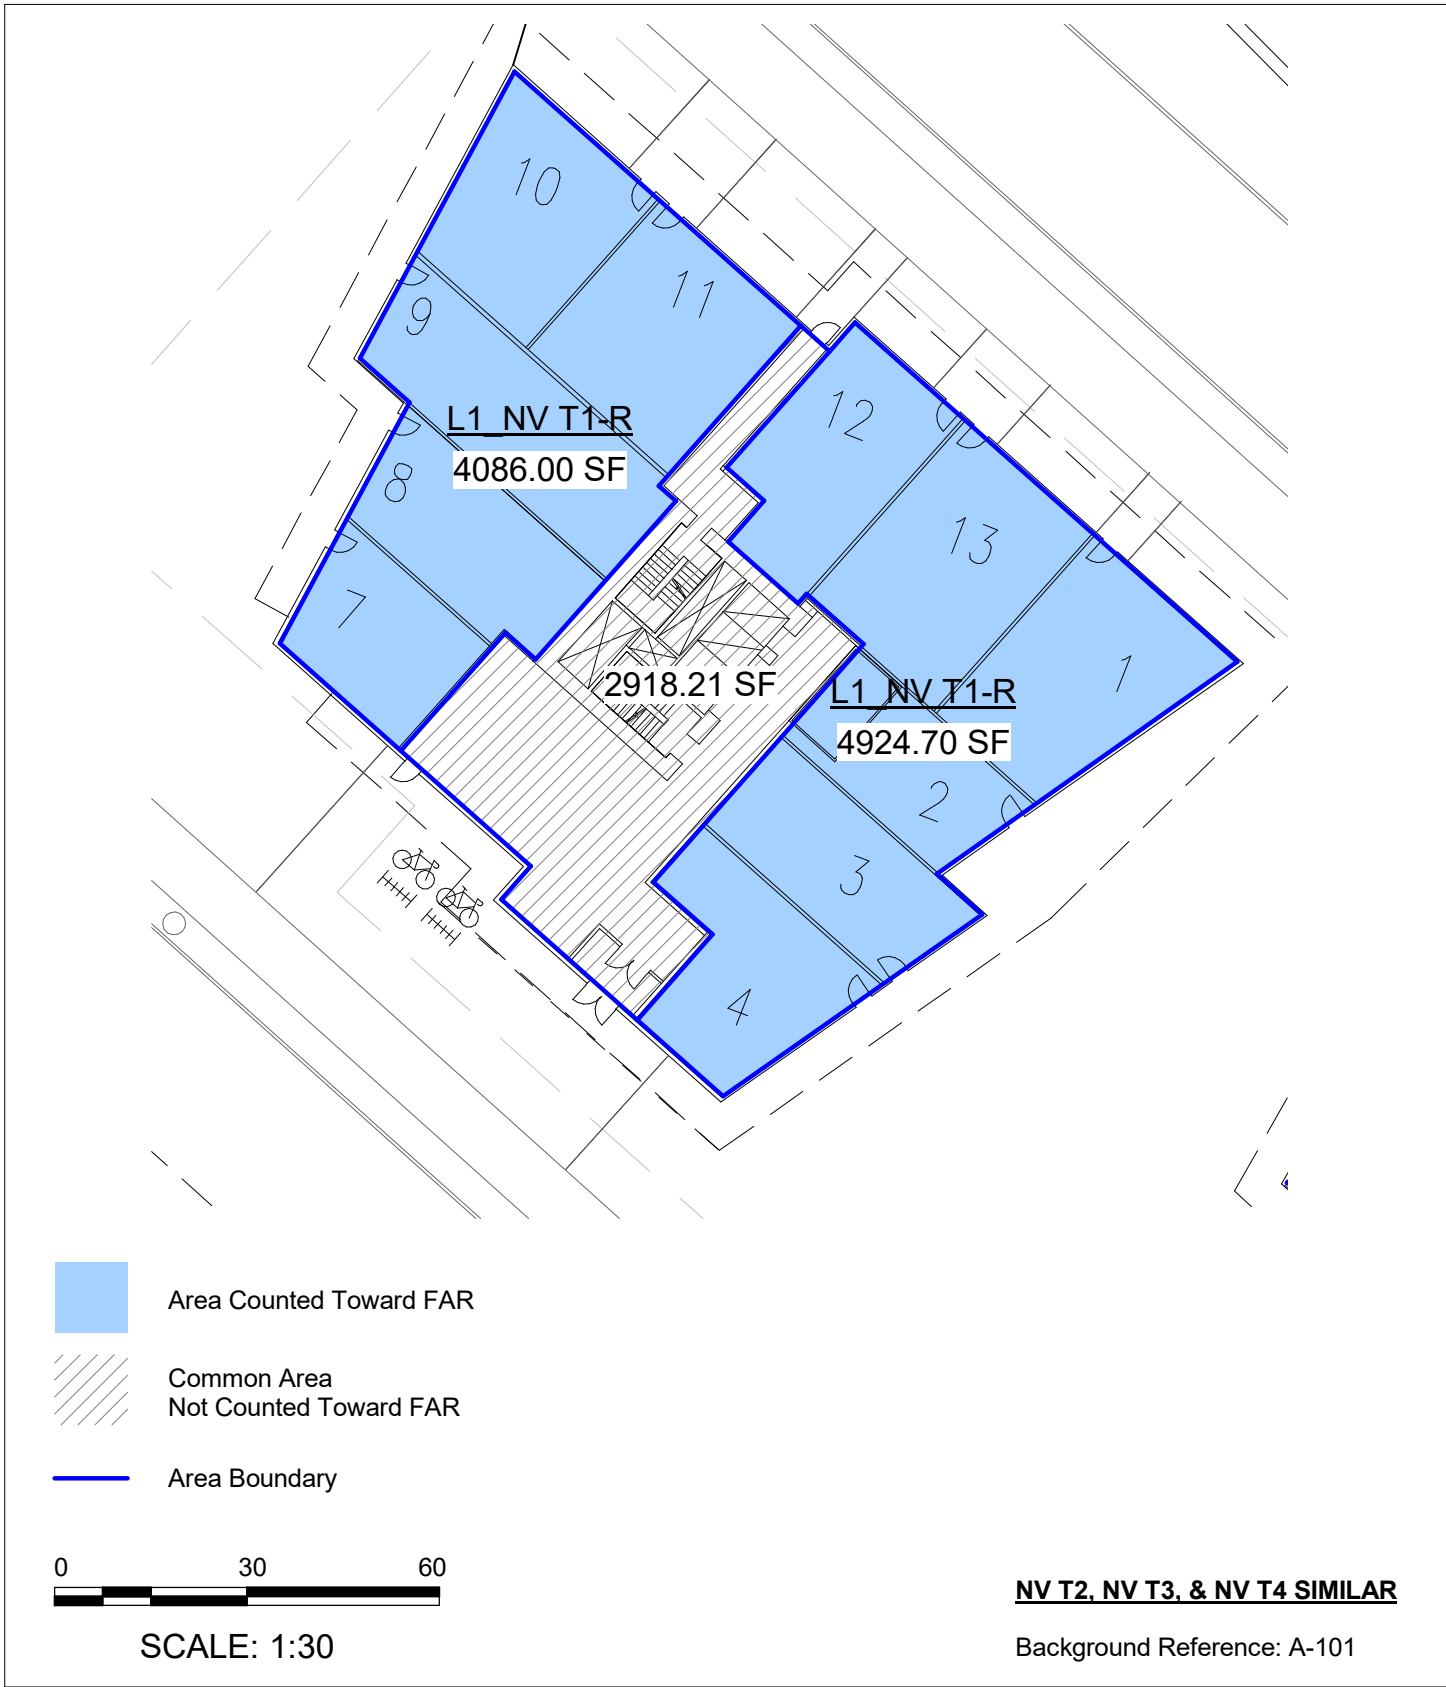 10
11
9
L1_NV T1-R
4086.00 SF
12
8
13
7
2918.21 SF
L1_NV T1-R
4924.70 SF
1
2
3
4
Area Counted Toward FAR
Common Area
Not Counted Toward FAR
Area Boundary
0 30 60
SCALE: 1:30
NV T2, NV T3, & NV T4 SIMILAR
Background Reference: A-101